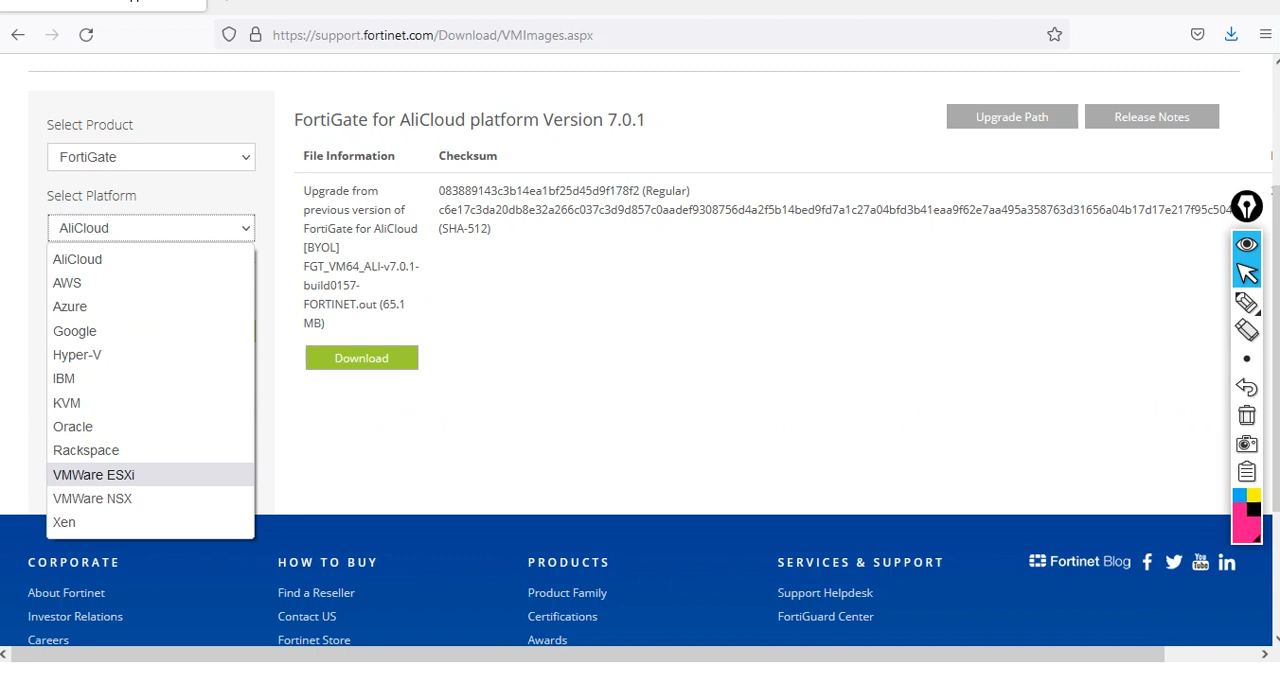 https://support.fortinet.com/Download/VMImages.aspx
Select Product
FortiGate
Select Platform
AliCloud
AliCloud
AWS
Azure
Google
Hyper-V
IBM
KVM
Oracle
Rackspace
VMWare ESXi
VMWare NSX
Xen
FortiGate for AliCloud platform Version 7.0.1
Upgrade Path
Release Notes
File Information
Checksum
Upgrade from
previous version of
FortiGate for AliCloud
[BYOL]
FGT_VM64_ALI-v7.0.1-
build0157-
FORTINET.out (65.1
MB)
083889143c3b14ea1bf25d45d9f178f2 (Regular)
c6e17c3da20db8e32a266c037c3d9d857c0aadef9308756d4a2f5b14bed9fd7a1c27a04bfd3b41eaa9f62e7aa495a358763d31656a04b17d17e217f95c504
(SHA-512)
Download
CORPORATE
About Fortinet
Investor Relations
Careers
HOW TO BUY
Find a Reseller
Contact US
Fortinet Store
PRODUCTS
Product Family
Certifications
Awards
SERVICES & SUPPORT
Support Helpdesk
FortiGuard Center
Fortinet Blog
You
Tube
in